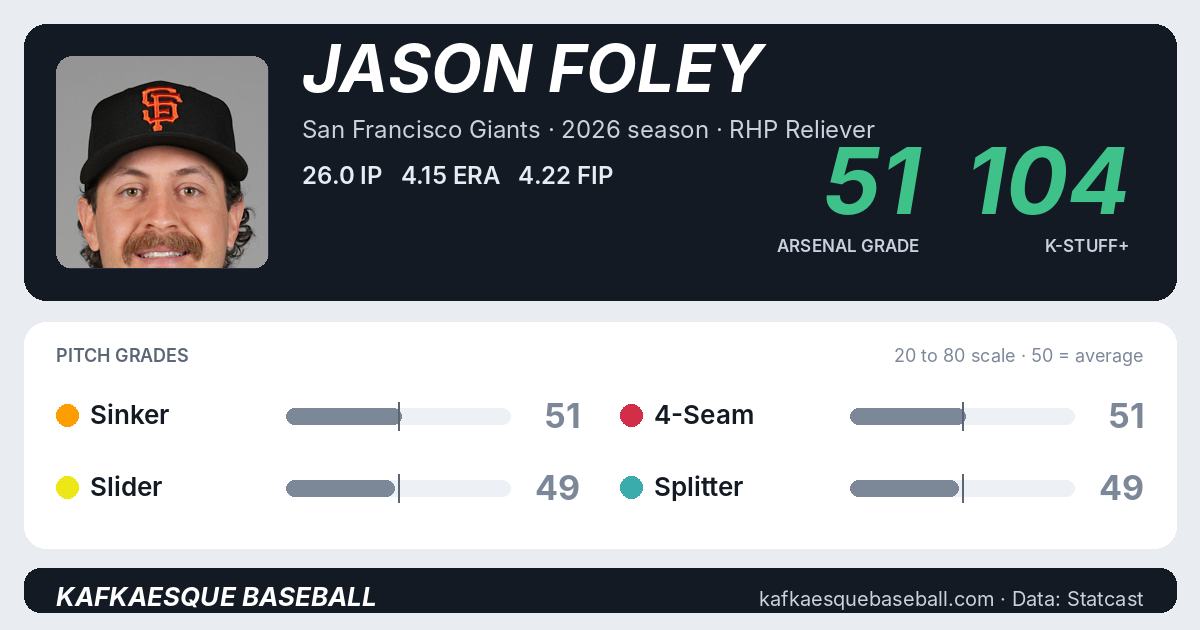 JASON FOLEY
San Francisco Giants · 2026 season · RHP Reliever
26.0 IP 4.15 ERA 4.22 FIP
51 104
ARSENAL GRADE K-STUFF+
PITCH GRADES 20 to 80 scale · 50 = average
Sinker 51 4-Seam 51
Slider 49 Splitter 49
KAFKAESQUE BASEBALL kafkaesquebaseball.com · Data: Statcast
SF